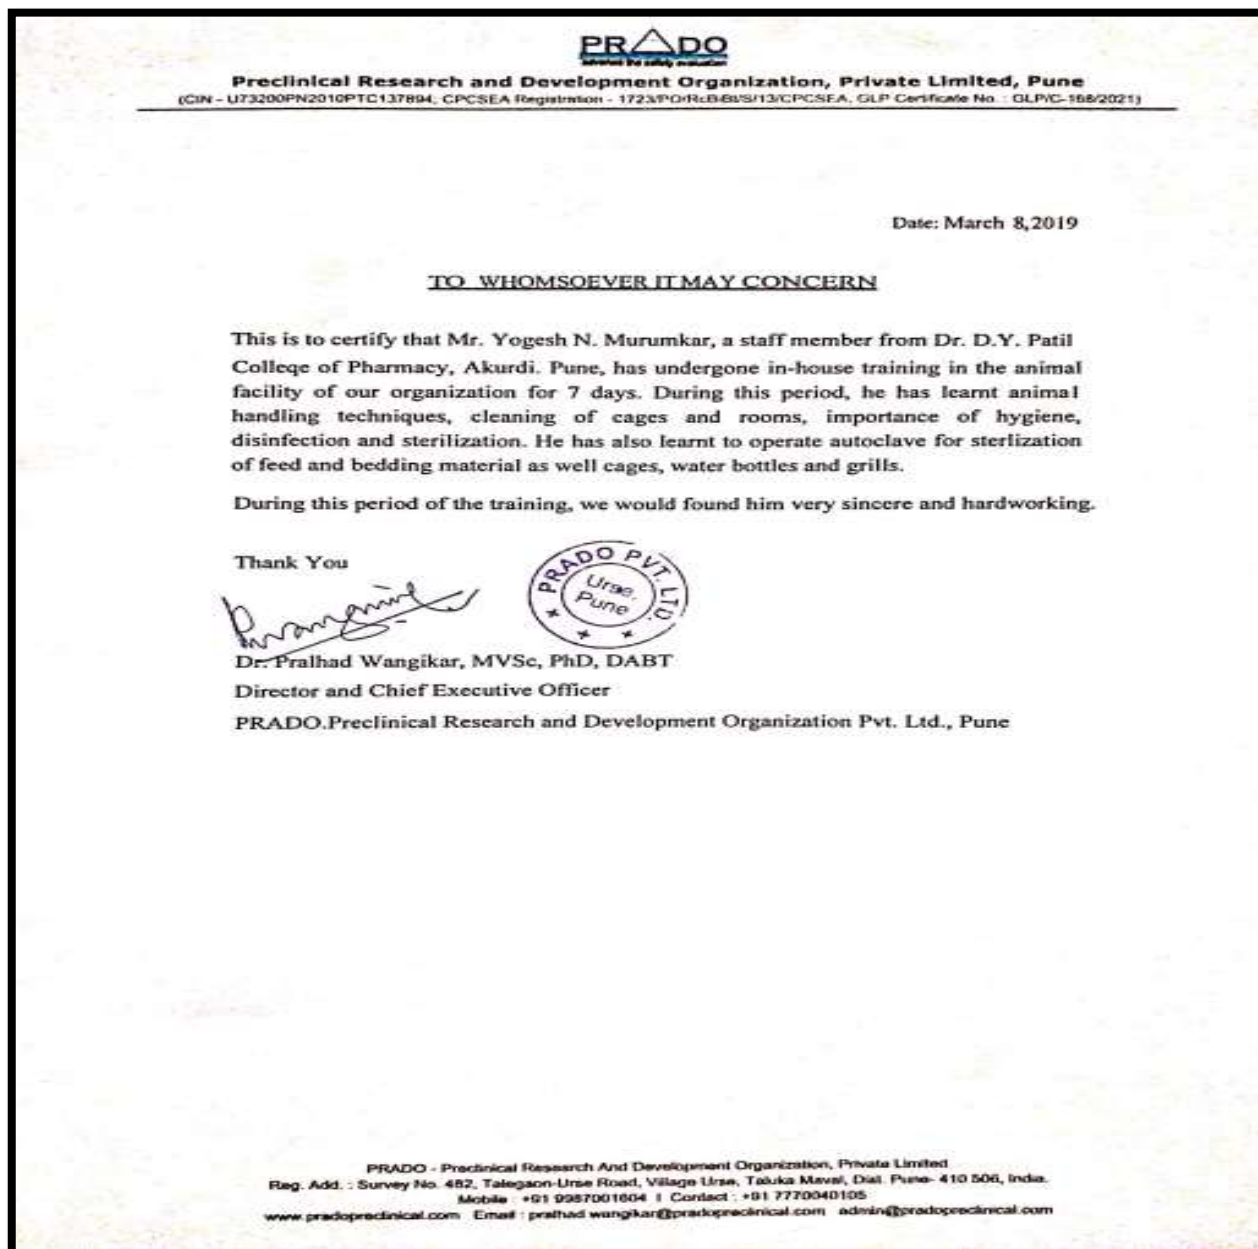 PRADO
Advance the safety evaluation
Preclinical Research and Development Organization, Private Limited, Pune
(CIN - U73200PN2010PTC137894, CPCSEA Registration - 1723/PO/RcBiBt/S/13/CPCSEA, GLP Certificate No. : GLP/C-168/2021)
Date: March 8,2019
TO WHOMSOEVER IT MAY CONCERN
This is to certify that Mr. Yogesh N. Murumkar, a staff member from Dr. D.Y. Patil
Colleqe of Pharmacy, Akurdi. Pune, has undergone in-house training in the animal
facility of our organization for 7 days. During this period, he has learnt animal
handling techniques, cleaning of cages and rooms, importance of hygiene,
disinfection and sterilization. He has also learnt to operate autoclave for sterlization
of feed and bedding material as well cages, water bottles and grills.
During this period of the training, we would found him very sincere and hardworking.
Thank You
PRADO PVT. LTD.
Urse,
Pune
Dr. Pralhad Wangikar, MVSc, PhD, DABT
Director and Chief Executive Officer
PRADO.Preclinical Research and Development Organization Pvt. Ltd., Pune
PRADO - Preclinical Research And Development Organization, Private Limited
Reg. Add. : Survey No. 482, Talegaon-Urse Road, Village Urse, Taluka Maval, Dist. Pune- 410 506, India.
Mobile : +91 9987001604 I Contact : +91 7770040105
www.pradopreclinical.com Email : pralhad.wangikar@pradopreclinical.com admin@pradopreclinical.com